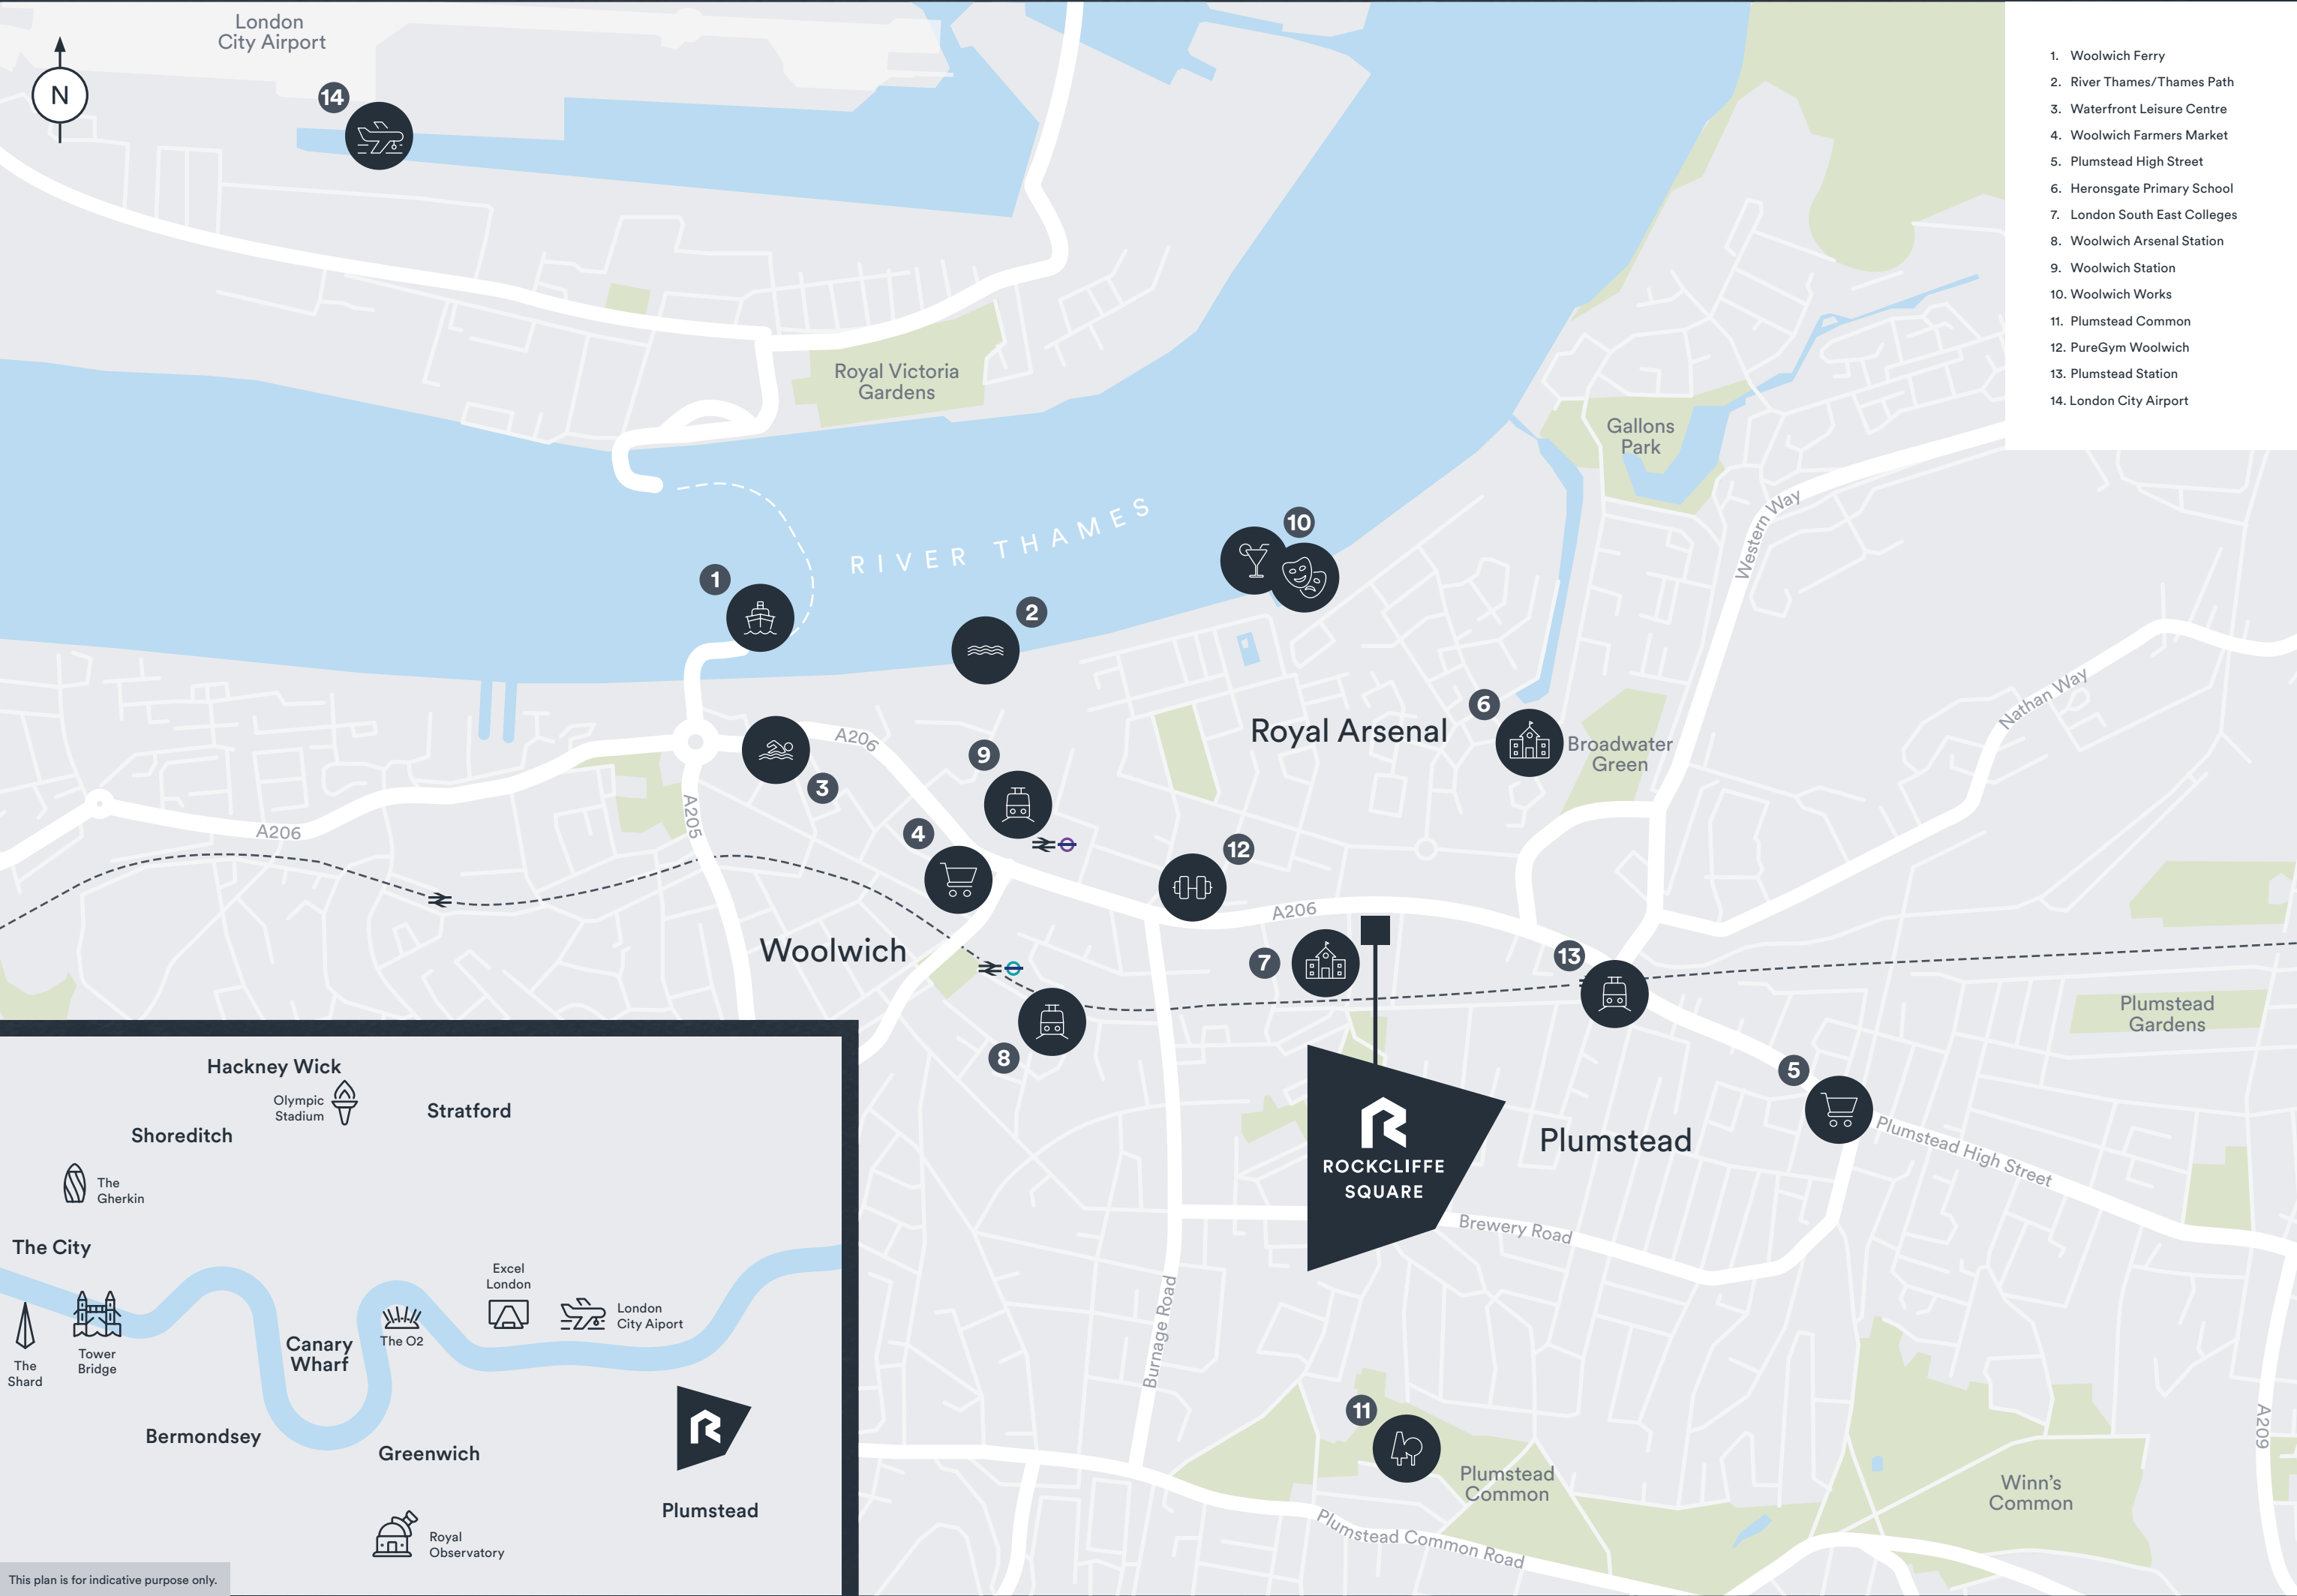 London
City Airport
N
14
1. Woolwich Ferry
2. River Thames/Thames Path
3. Waterfront Leisure Centre
4. Woolwich Farmers Market
5. Plumstead High Street
6. Heronsgate Primary School
7. London South East Colleges
8. Woolwich Arsenal Station
9. Woolwich Station
10. Woolwich Works
11. Plumstead Common
12. PureGym Woolwich
13. Plumstead Station
14. London City Airport
Royal Victoria
Gardens
Gallons
Park
Western Way
RIVER THAMES
10
1
2
Nathan Way
6
Royal Arsenal
Broadwater
Green
A206
9
3
A205
A206
4
12
A206
Woolwich
7
13
Plumstead
Gardens
8
5
ROCKCLIFFE
SQUARE
Plumstead
Plumstead High Street
Brewery Road
Burnage Road
11
Plumstead
Common
Winn's
Common
A209
Plumstead Common Road
Hackney Wick
Olympic
Stadium
Stratford
Shoreditch
The
Gherkin
The City
Excel
London
London
City Aiport
The O2
Canary
Wharf
Tower
Bridge
The
Shard
Bermondsey
Greenwich
Plumstead
Royal
Observatory
This plan is for indicative purpose only.